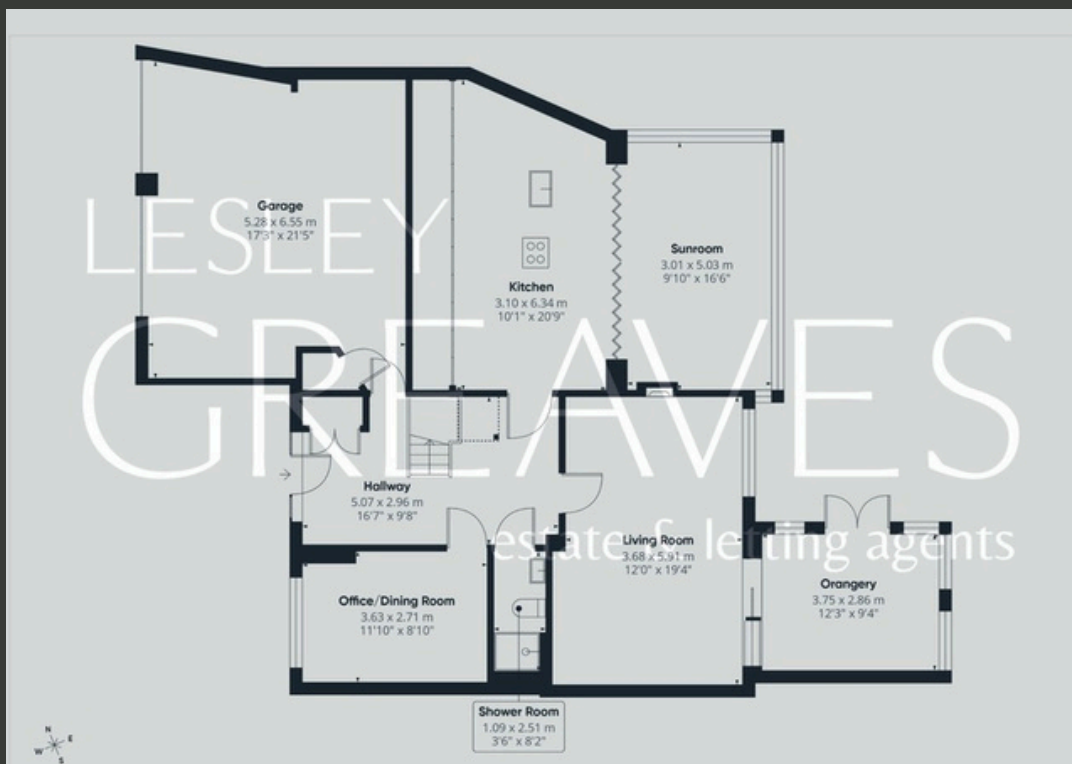 Garage
5.28 x 6.55 m
17'3" x 21'5"
LESLEY
Sunroom
3.01 x 5.03 m
9'10" x 16'6"
Kitchen
3.10 x 6.34 m
10'1" x 20'9"
GREAVES
Hallway
5.07 x 2.96 m
16'7" x 9'8"
estate & letting agents
Living Room
3.68 x 5.91 m
12'0" x 19'4"
Office/Dining Room
3.63 x 2.71 m
11'10" x 8'10"
Orangery
3.75 x 2.86 m
12'3" x 9'4"
Shower Room
1.09 x 2.51 m
3'6" x 8'2"
N
W E
S